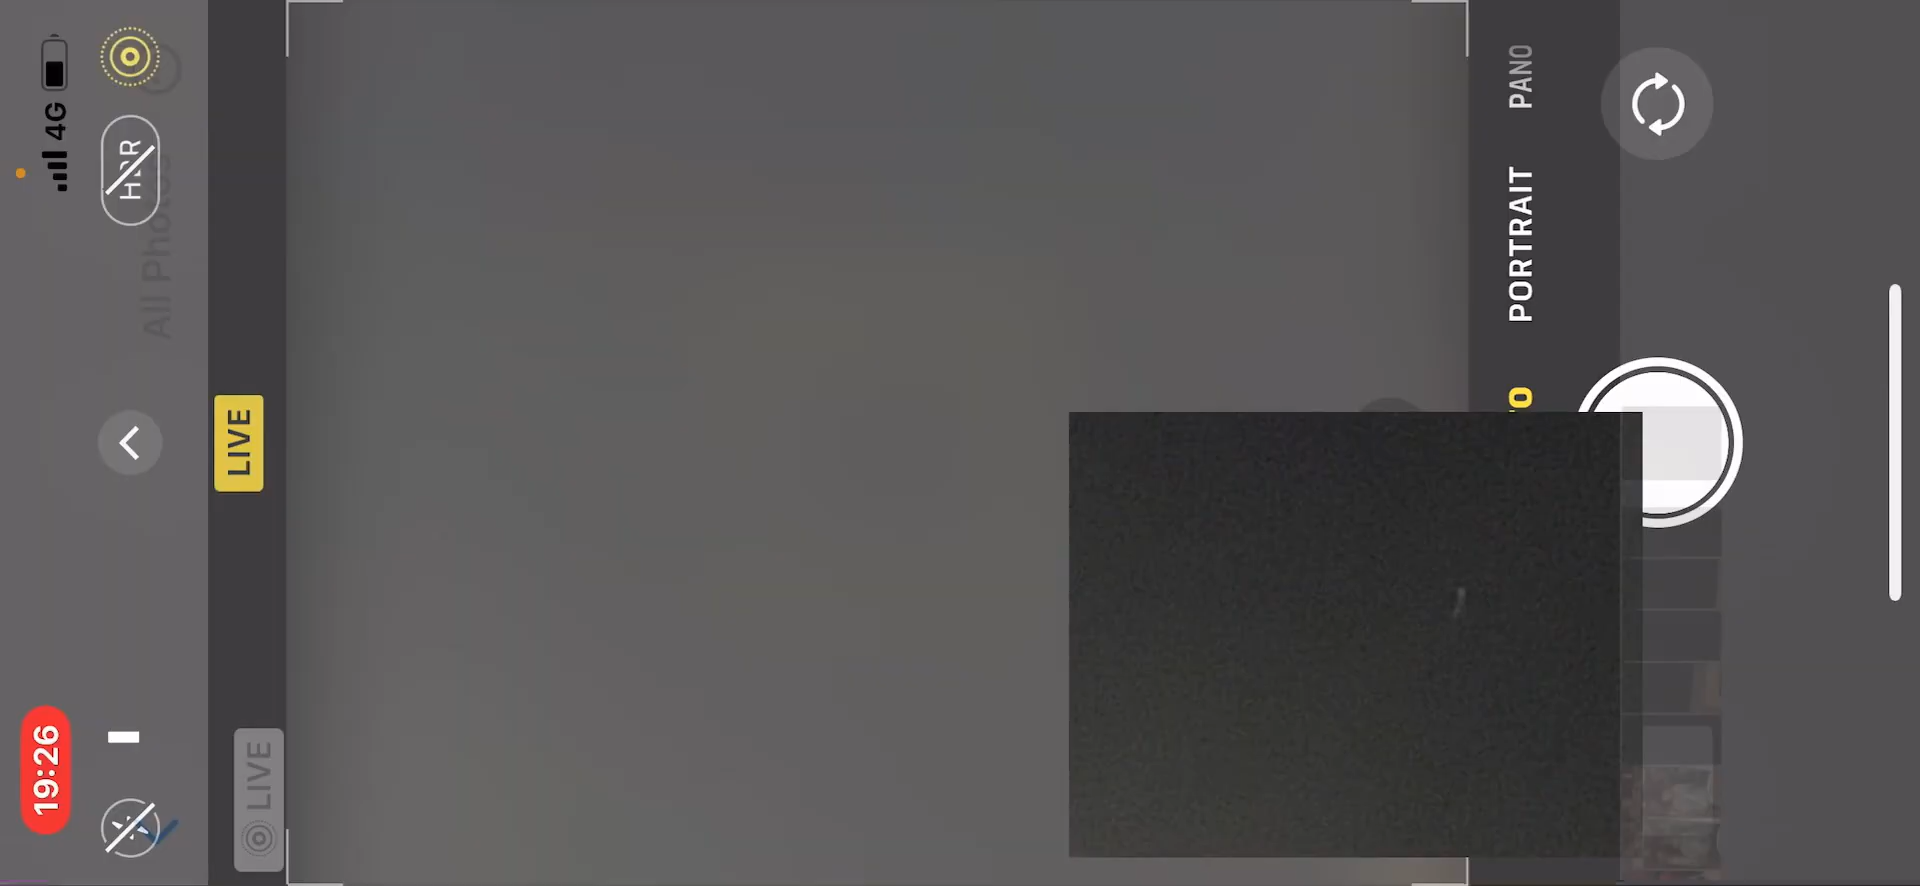 19:26
4G
HDR
All Photos
LIVE
LIVE
PANO
PORTRAIT